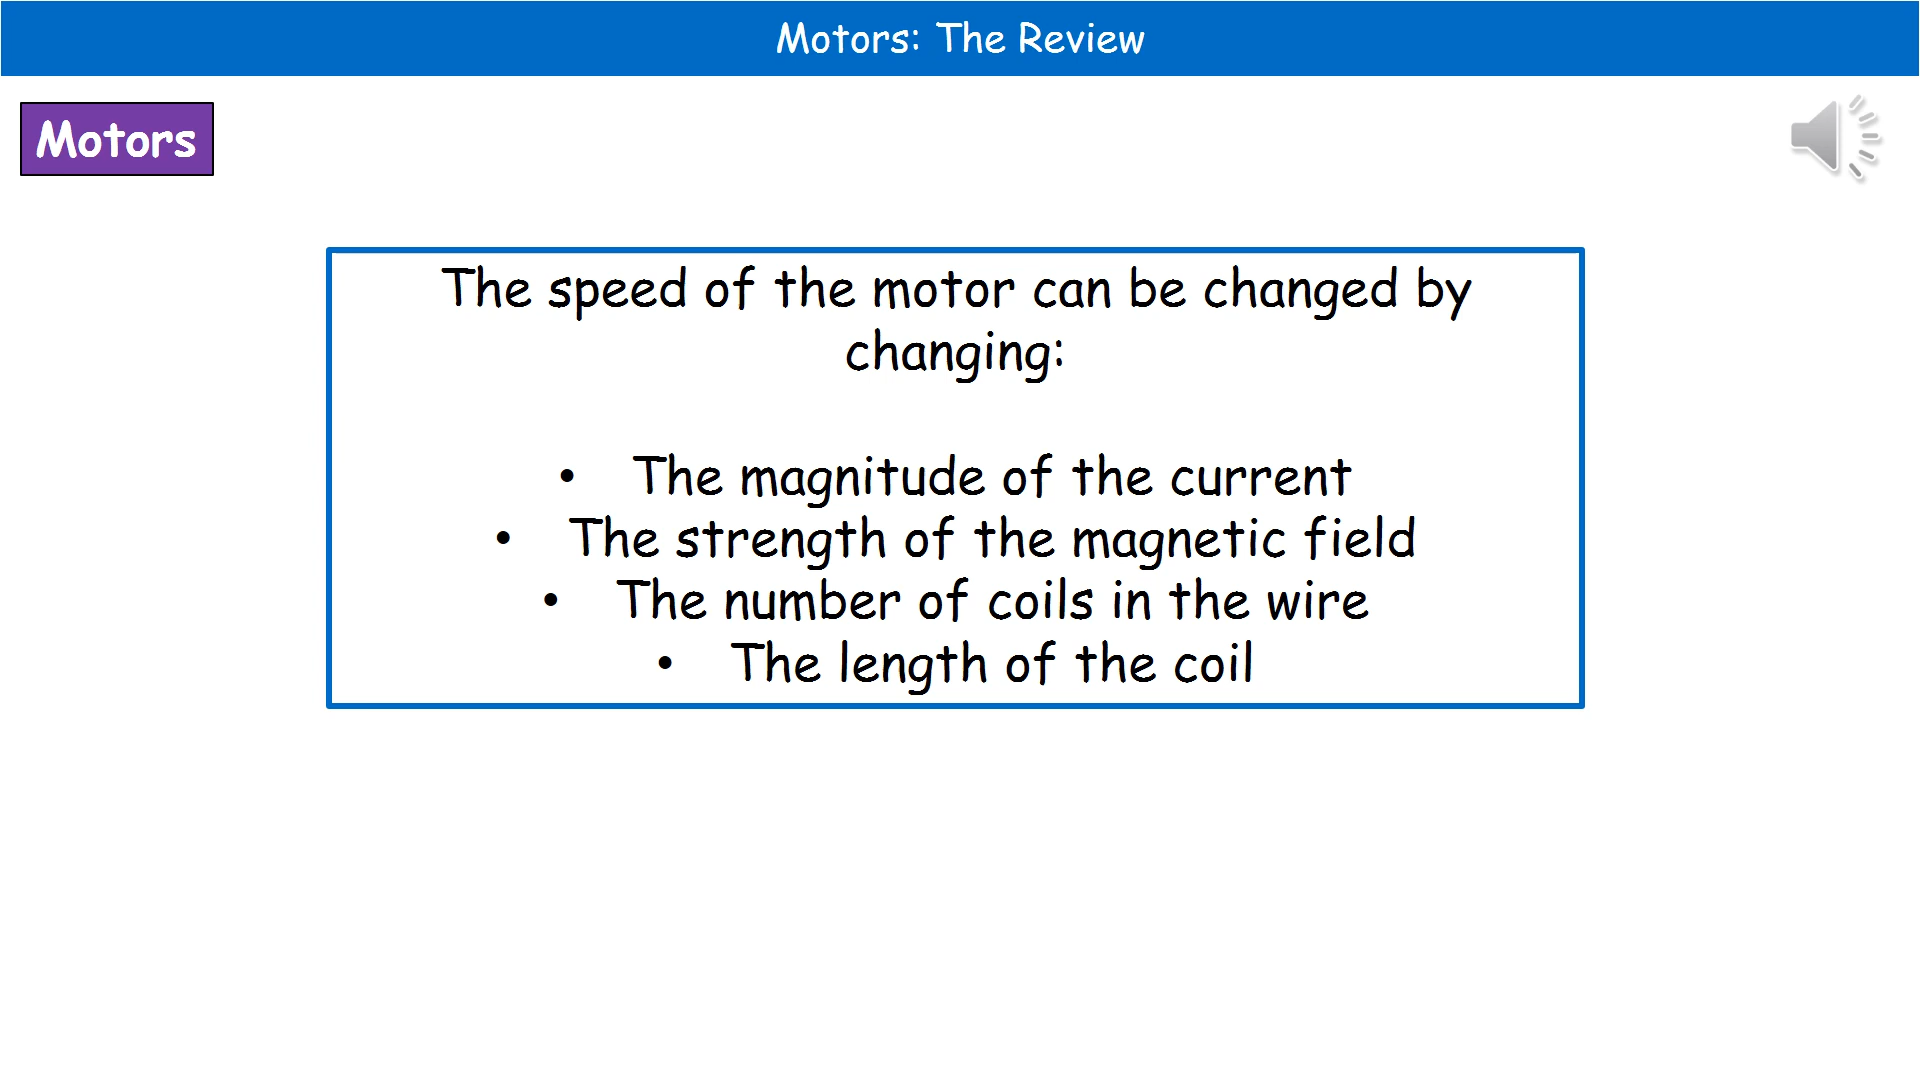 Motors: The Review
Motors
The speed of the motor can be changed by
changing:
• The magnitude of the current
• The strength of the magnetic field
• The number of coils in the wire
• The length of the coil